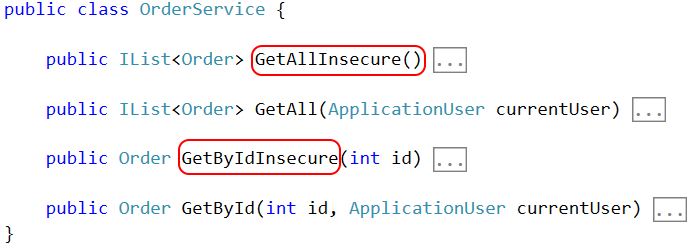 public class OrderService {
public IList<Order> GetAllInsecure() ...
public IList<Order> GetAll(ApplicationUser currentUser) ...
public Order GetByIdInsecure(int id) ...
public Order GetById(int id, ApplicationUser currentUser) ...
}